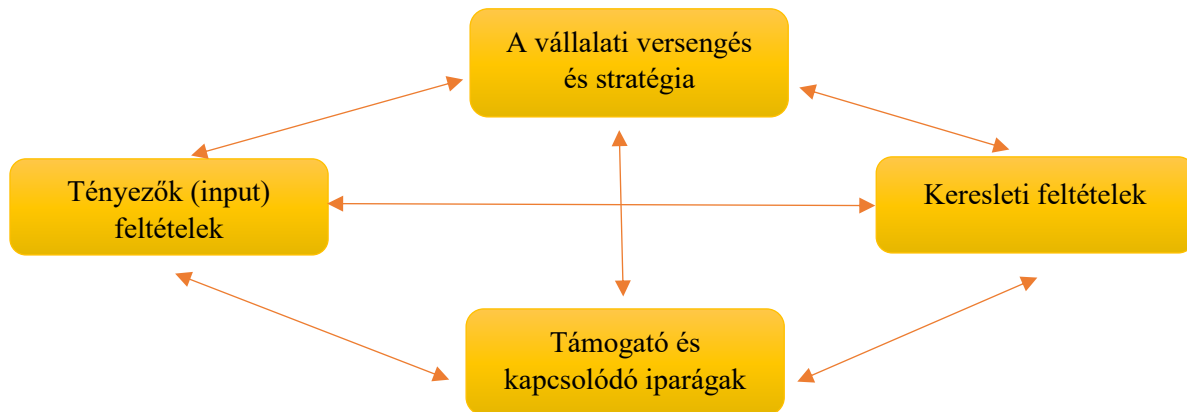 A vállalati versengés
és stratégia
Tényezők (input)
feltételek
Keresleti feltételek
Támogató és
kapcsolódó iparágak